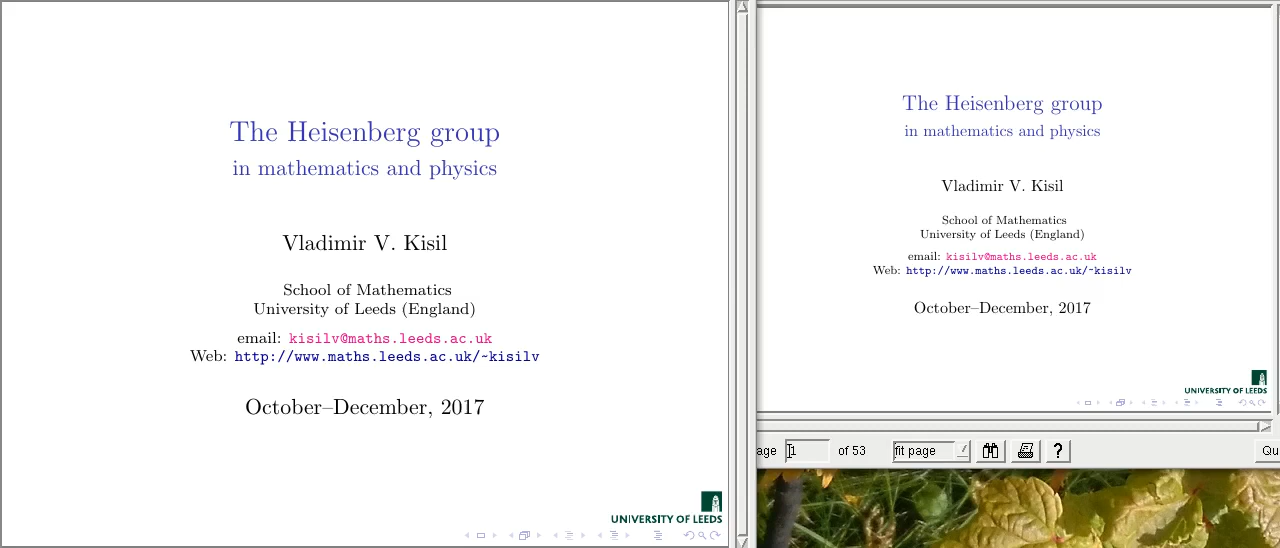 The Heisenberg group
in mathematics and physics
Vladimir V. Kisil
School of Mathematics
University of Leeds (England)
email: kisilv@maths.leeds.ac.uk
Web: http://www.maths.leeds.ac.uk/~kisilv
October–December, 2017
UNIVERSITY OF LEEDS
The Heisenberg group
in mathematics and physics
Vladimir V. Kisil
School of Mathematics
University of Leeds (England)
email: kisilv@maths.leeds.ac.uk
Web: http://www.maths.leeds.ac.uk/~kisilv
October–December, 2017
UNIVERSITY OF LEEDS
age 1 of 53 fit page ? Qu